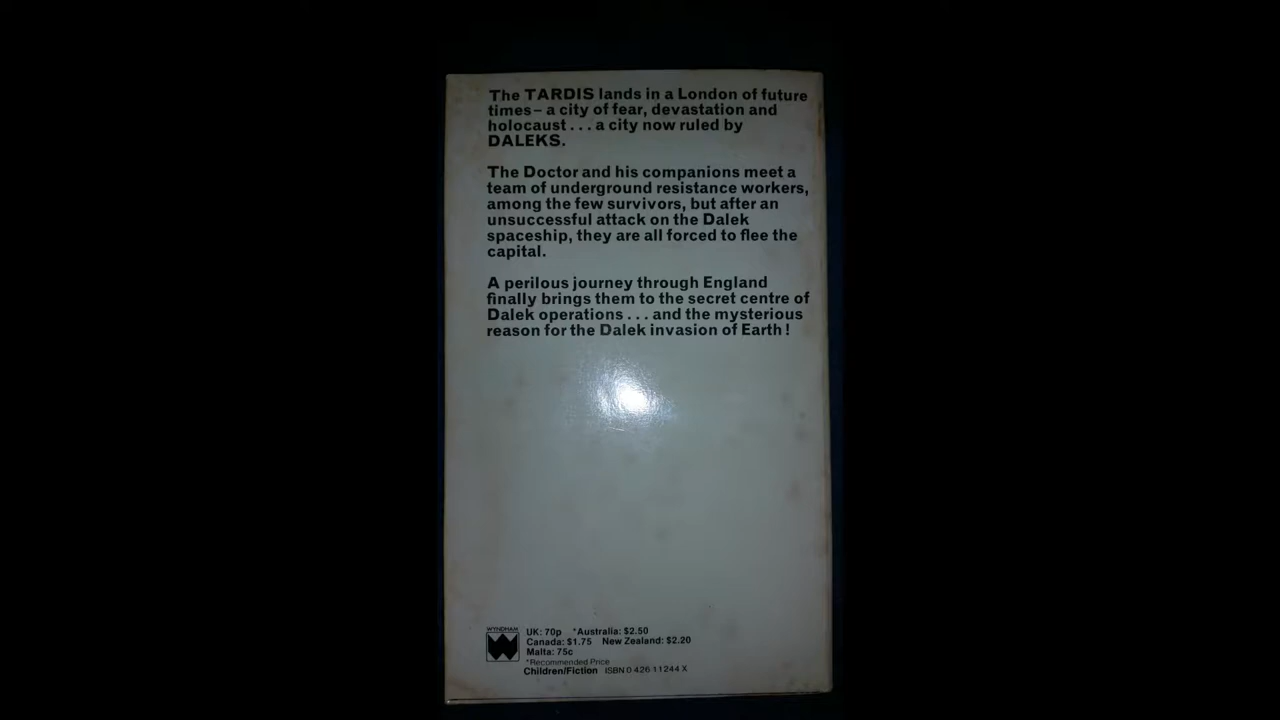 The TARDIS lands in a London of future
times – a city of fear, devastation and
holocaust . . . a city now ruled by
DALEKS.
The Doctor and his companions meet a
team of underground resistance workers,
among the few survivors, but after an
unsuccessful attack on the Dalek
spaceship, they are all forced to flee the
capital.
A perilous journey through England
finally brings them to the secret centre of
Dalek operations . . . and the mysterious
reason for the Dalek invasion of Earth !
WYNDHAM
UK: 70p *Australia: $2.50
Canada: $1.75 New Zealand: $2.20
Malta: 75c
*Recommended Price
Children/Fiction ISBN 0 426 11244 X